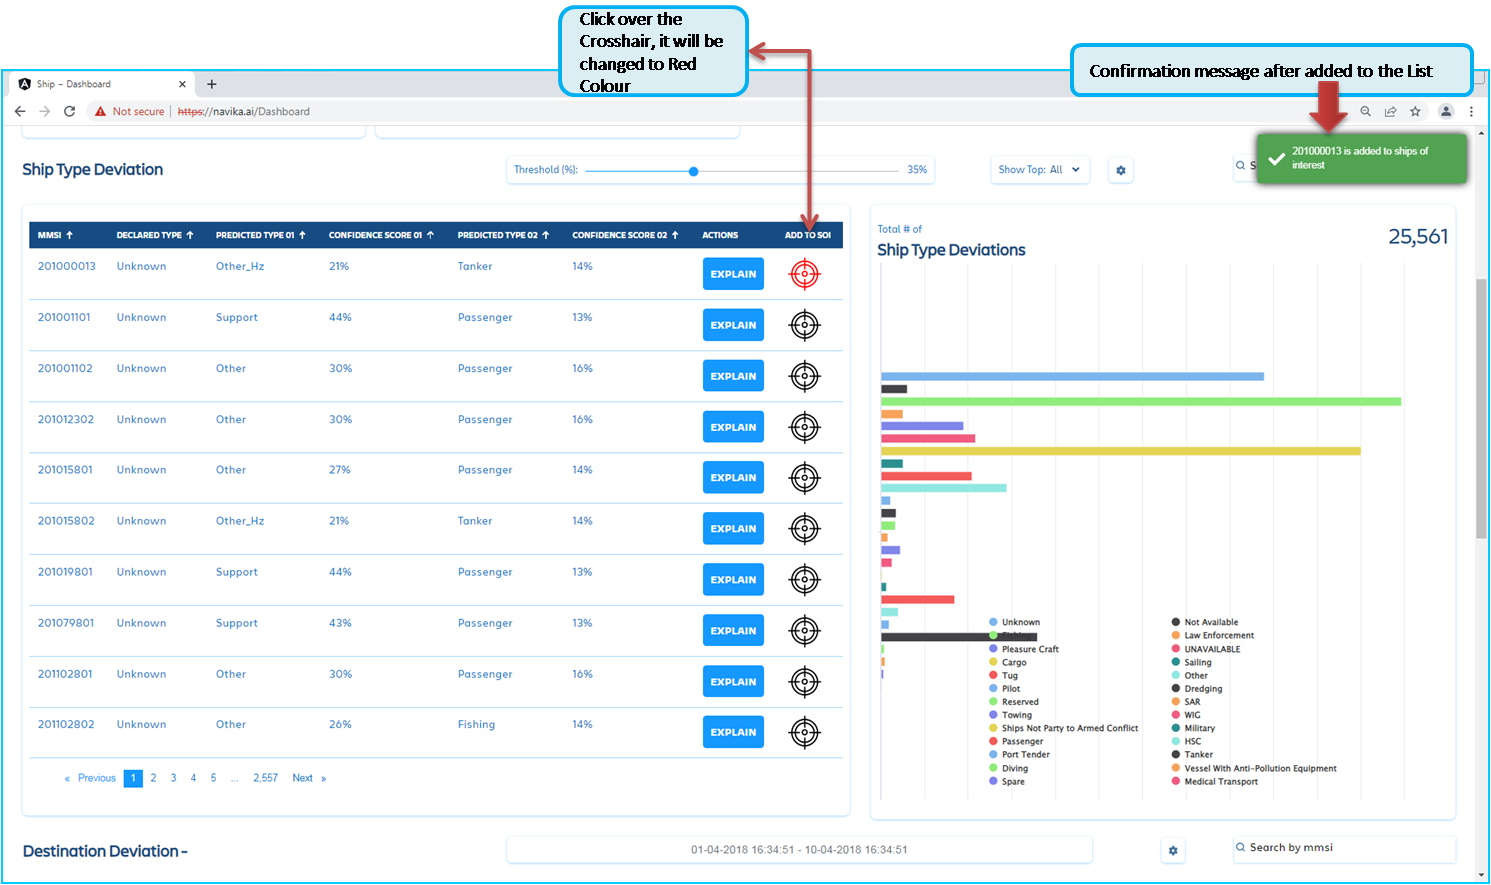 Click over the
Crosshair, it will be
changed to Red
Colour
Confirmation message after added to the List
Ship – Dashboard
Not secure | https://navika.ai/Dashboard
201000013 is added to ships of
interest
Ship Type Deviation
Threshold (%):
35%
Show Top: All
S
MMSI ↑ DECLARED TYPE ↑ PREDICTED TYPE 01 ↑ CONFIDENCE SCORE 01 ↑ PREDICTED TYPE 02 ↑ CONFIDENCE SCORE 02 ↑ ACTIONS ADD TO SOI
201000013 Unknown Other_Hz 21% Tanker 14% EXPLAIN
201001101 Unknown Support 44% Passenger 13% EXPLAIN
201001102 Unknown Other 30% Passenger 16% EXPLAIN
201012302 Unknown Other 30% Passenger 16% EXPLAIN
201015801 Unknown Other 27% Passenger 14% EXPLAIN
201015802 Unknown Other_Hz 21% Tanker 14% EXPLAIN
201019801 Unknown Support 44% Passenger 13% EXPLAIN
201079801 Unknown Support 43% Passenger 13% EXPLAIN
201102801 Unknown Other 30% Passenger 16% EXPLAIN
201102802 Unknown Other 26% Fishing 14% EXPLAIN
« Previous 1 2 3 4 5 ... 2,557 Next »
Total # of
Ship Type Deviations
25,561
Unknown
Fishing
Pleasure Craft
Cargo
Tug
Pilot
Reserved
Towing
Ships Not Party to Armed Conflict
Passenger
Port Tender
Diving
Spare
Not Available
Law Enforcement
UNAVAILABLE
Sailing
Other
Dredging
SAR
WIG
Military
HSC
Tanker
Vessel With Anti-Pollution Equipment
Medical Transport
Destination Deviation -
01-04-2018 16:34:51 - 10-04-2018 16:34:51
Search by mmsi